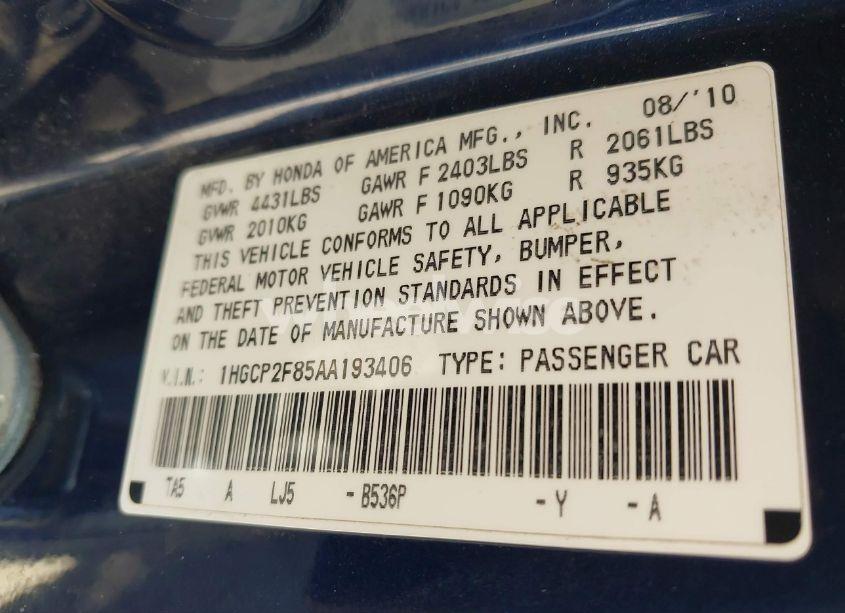 MFD. BY HONDA OF AMERICA MFG., INC. 08/'10
GVWR 4431LBS GAWR F 2403LBS R 2061LBS
GVWR 2010KG GAWR F 1090KG R 935KG
THIS VEHICLE CONFORMS TO ALL APPLICABLE
FEDERAL MOTOR VEHICLE SAFETY, BUMPER,
AND THEFT PREVENTION STANDARDS IN EFFECT
ON THE DATE OF MANUFACTURE SHOWN ABOVE.
V.I.N.: 1HGCP2F85AA193406 TYPE: PASSENGER CAR
TA5 A LJ5 -B536P -Y -A